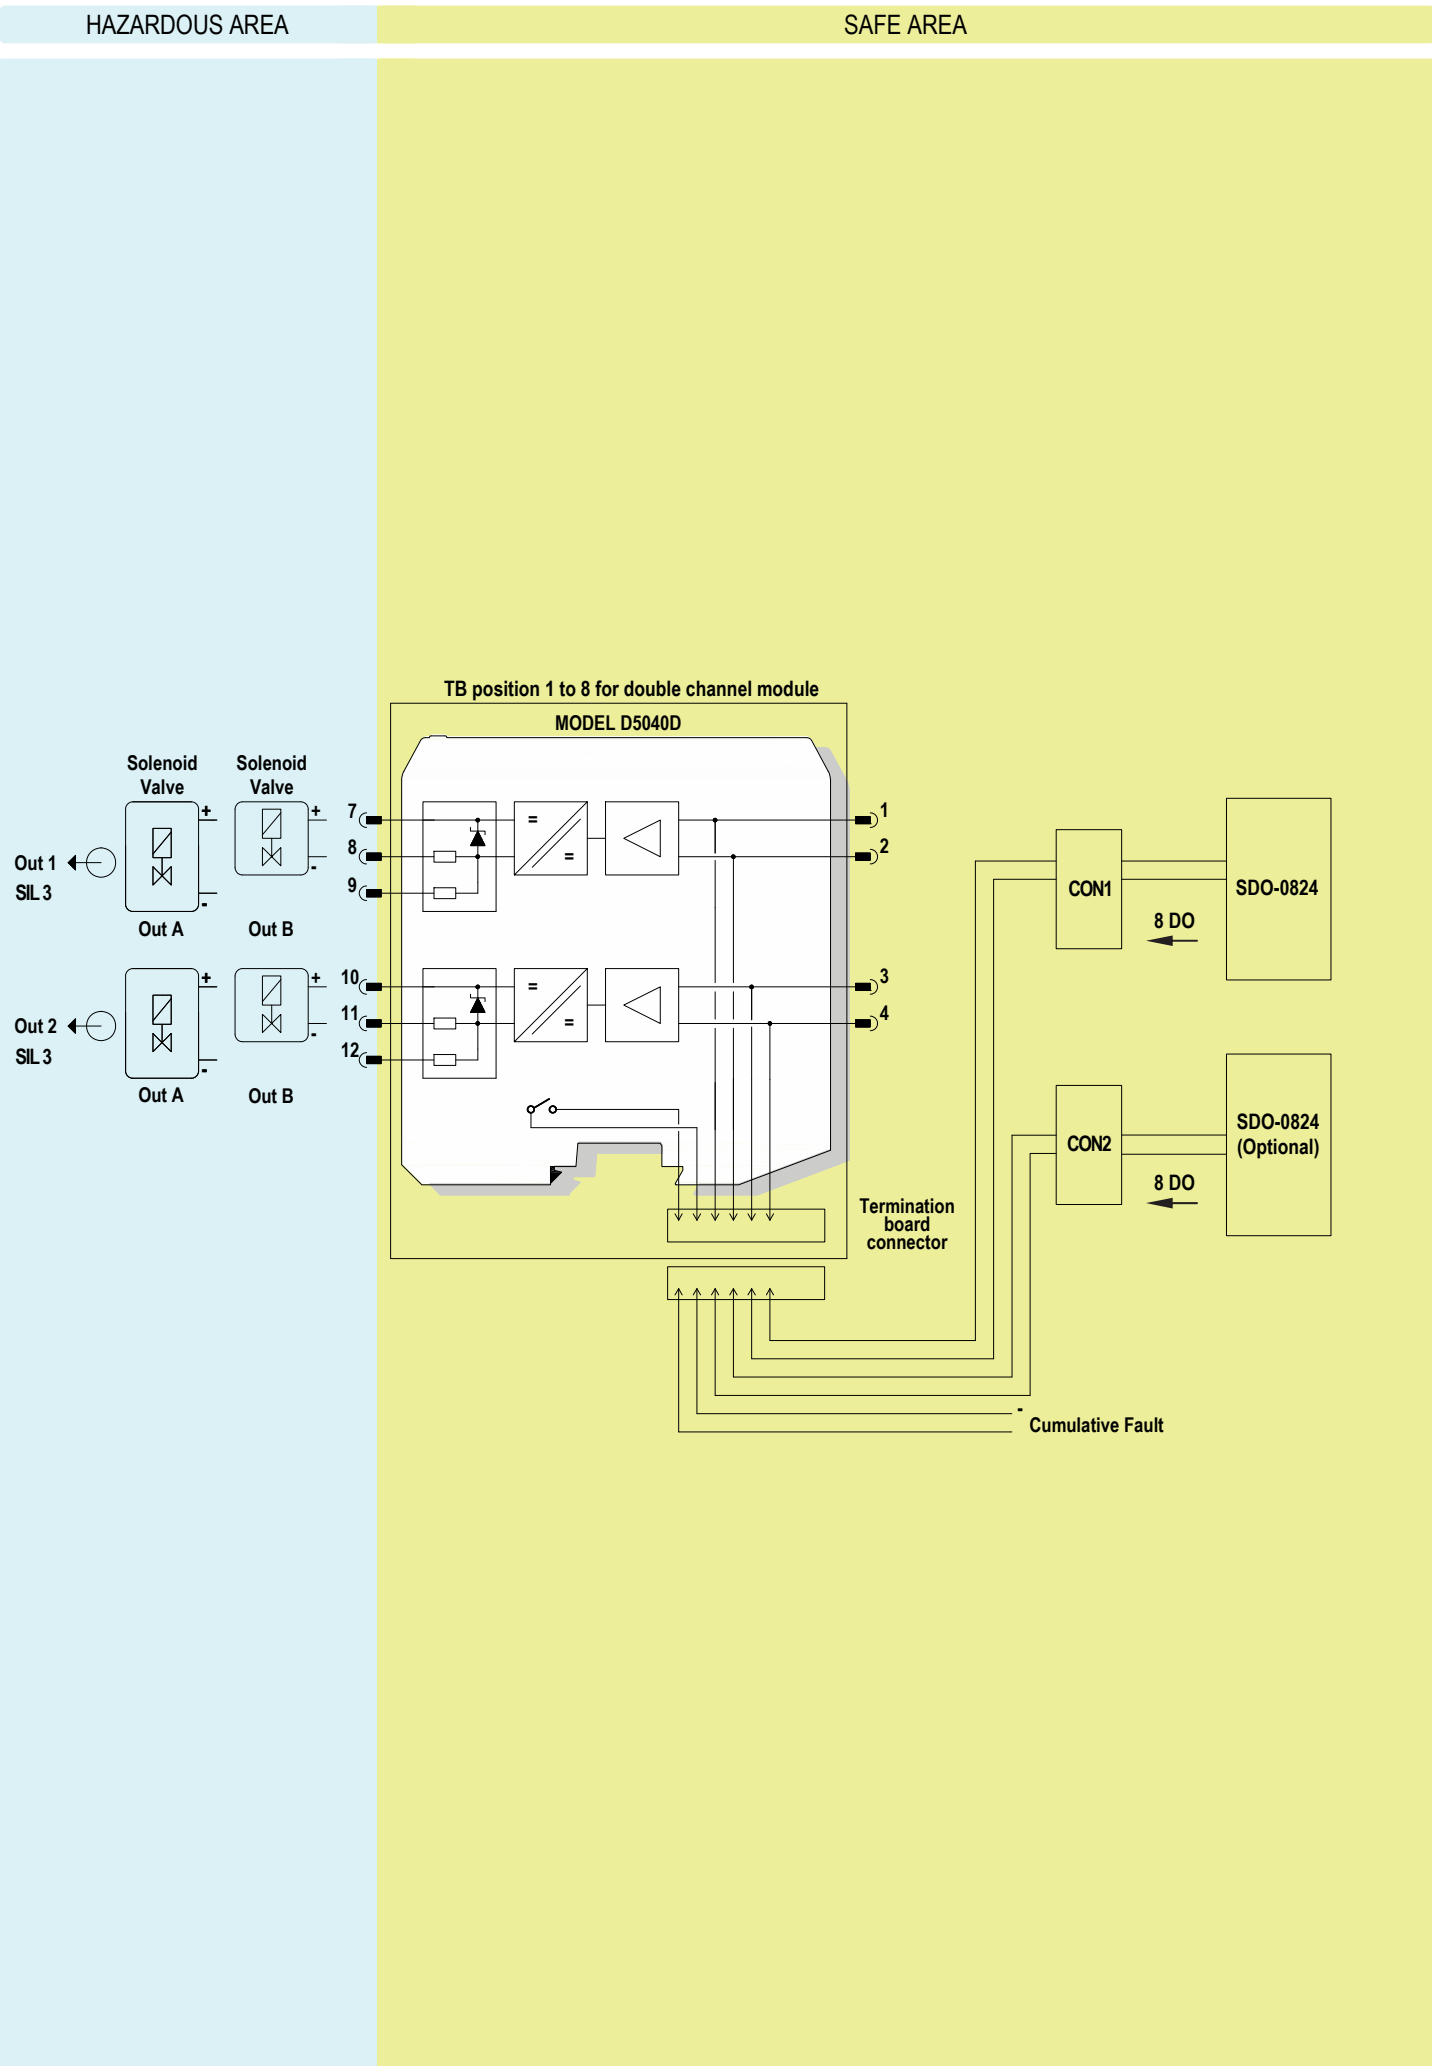 HAZARDOUS AREA
SAFE AREA
TB position 1 to 8 for double channel module
MODEL D5040D
Solenoid
Valve
Solenoid
Valve
+
-
+
-
Out 1
SIL 3
Out A
Out B
7
8
9
=
=
1
2
+
-
+
-
Out 2
SIL 3
Out A
Out B
10
11
12
=
=
3
4
CON1
SDO-0824
8 DO
CON2
SDO-0824
(Optional)
8 DO
Termination
board
connector
-
Cumulative Fault